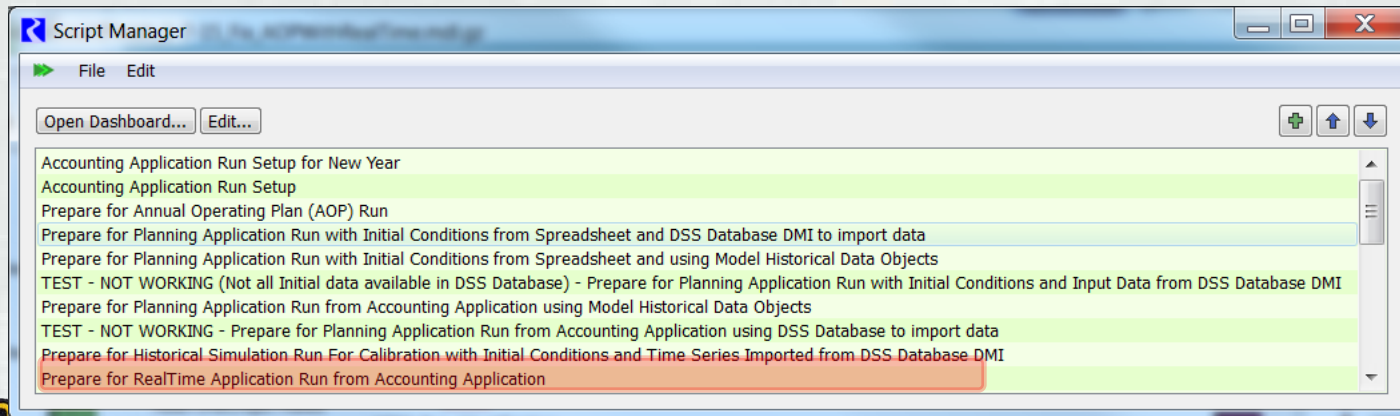 Script Manager
File Edit
Open Dashboard... Edit...
Accounting Application Run Setup for New Year
Accounting Application Run Setup
Prepare for Annual Operating Plan (AOP) Run
Prepare for Planning Application Run with Initial Conditions from Spreadsheet and DSS Database DMI to import data
Prepare for Planning Application Run with Initial Conditions from Spreadsheet and using Model Historical Data Objects
TEST - NOT WORKING (Not all Initial data available in DSS Database) - Prepare for Planning Application Run with Initial Conditions and Input Data from DSS Database DMI
Prepare for Planning Application Run from Accounting Application using Model Historical Data Objects
TEST - NOT WORKING - Prepare for Planning Application Run from Accounting Application using DSS Database to import data
Prepare for Historical Simulation Run For Calibration with Initial Conditions and Time Series Imported from DSS Database DMI
Prepare for RealTime Application Run from Accounting Application